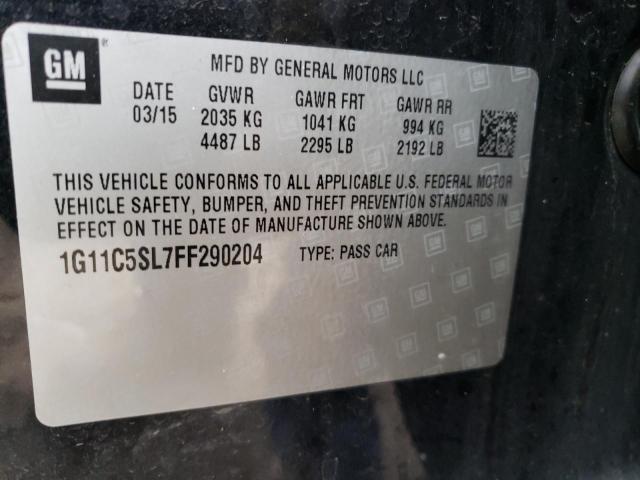 GM ® MFD BY GENERAL MOTORS LLC
DATE GVWR GAWR FRT GAWR RR
03/15 2035 KG 1041 KG 994 KG
4487 LB 2295 LB 2192 LB
THIS VEHICLE CONFORMS TO ALL APPLICABLE U.S. FEDERAL MOTOR
VEHICLE SAFETY, BUMPER, AND THEFT PREVENTION STANDARDS IN
EFFECT ON THE DATE OF MANUFACTURE SHOWN ABOVE.
1G11C5SL7FF290204 TYPE: PASS CAR